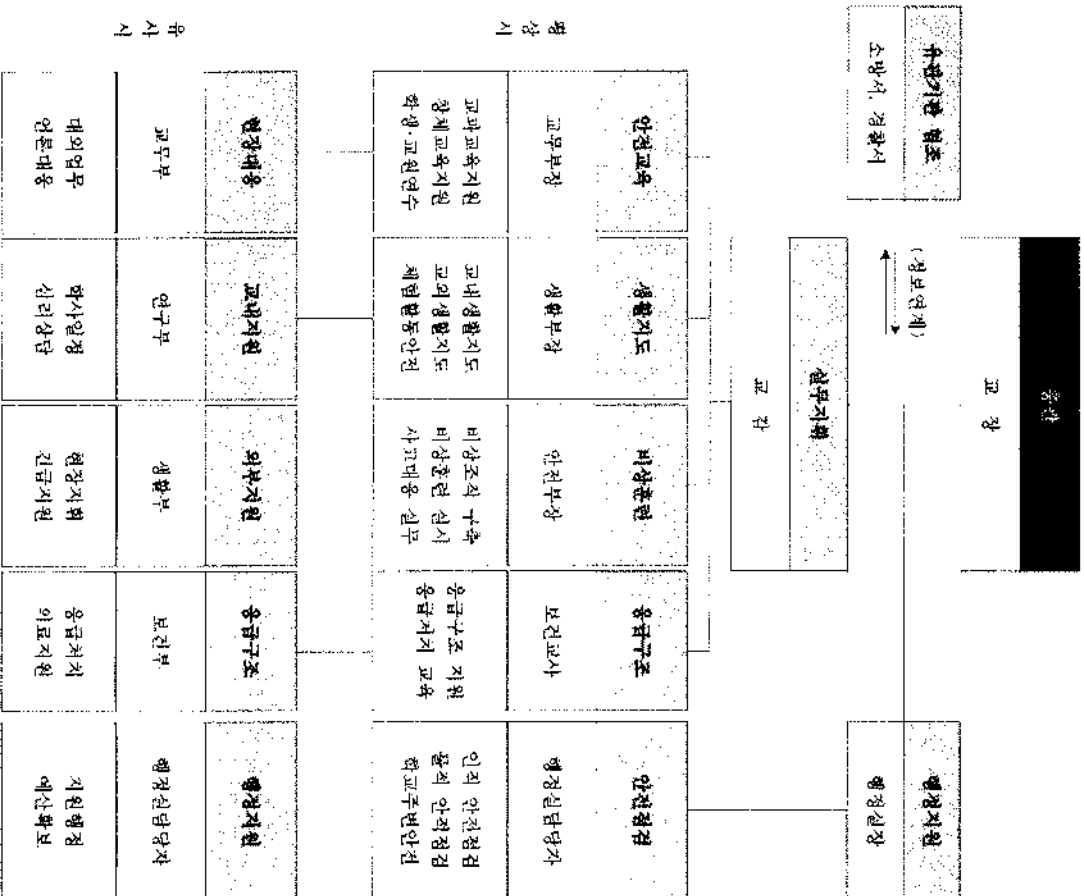 총괄
교 장
유관기관 협조
소방서, 경찰서
(정보연계)
행정지원
행정실장
실무지휘
교 감
평상시
안전교육
교무부장
교과교육지원
창체교육지원
학생·교원연수
생활지도
생활부장
교내생활지도
교외생활지도
체험활동안전
비상훈련
안전부장
비상조직 구축
비상훈련 실시
사고대응 실무
응급구조
보건교사
응급구조 지원
응급처치 교육
안전점검
행정실담당자
인적 안전점검
물적 안전점검
학교주변안전
유사시
현장대응
교무부
대외업무
언론대응
교내지원
연구부
학사일정
심리상담
외부지원
생활부
현장지휘
긴급지원
응급구조
보건부
응급처치
의료지원
행정지원
행정실담당자
지원행정
예산확보